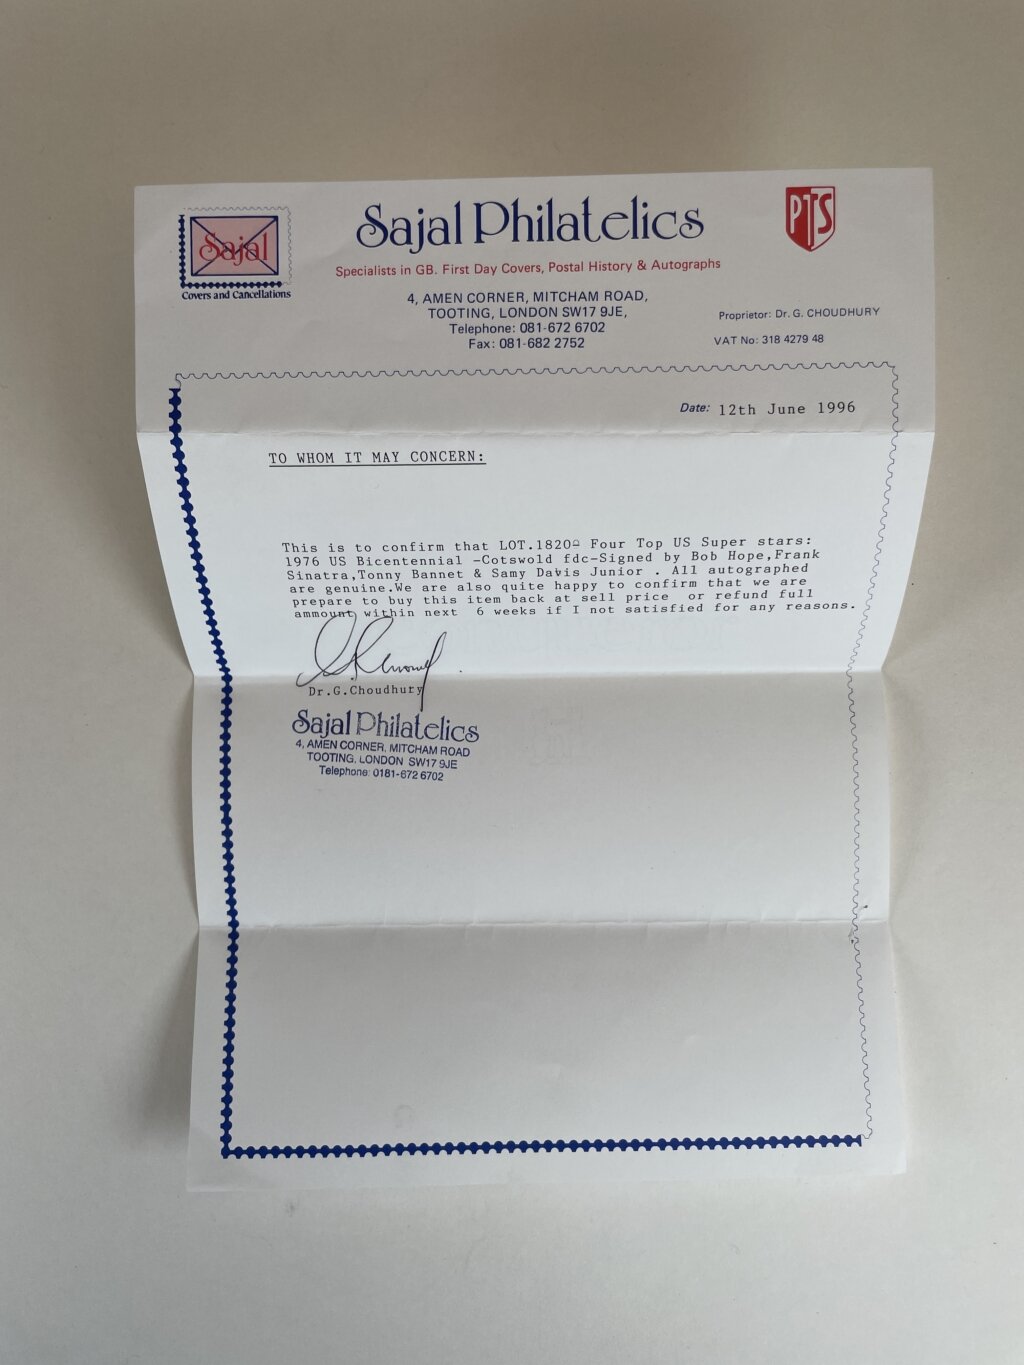 Sajal
Covers and Cancellations
Sajal Philatelics
Specialists in GB. First Day Covers, Postal History & Autographs
4, AMEN CORNER, MITCHAM ROAD,
TOOTING, LONDON SW17 9JE,
Telephone: 081-672 6702
Fax: 081-682 2752
PTS
Proprietor: Dr. G. CHOUDHURY
VAT No: 318 4279 48
Date: 12th June 1996
TO WHOM IT MAY CONCERN:
This is to confirm that LOT.1820 Four Top US Super stars:
1976 US Bicentennial -Cotswold fdc-Signed by Bob Hope,Frank
Sinatra,Tonny Bannet & Samy Davis Junior . All autographed
are genuine.We are also quite happy to confirm that we are
prepare to buy this item back at sell price or refund full
ammount within next 6 weeks if I not satisfied for any reasons.
Dr.G.Choudhury
Sajal Philatelics
4, AMEN CORNER, MITCHAM ROAD
TOOTING, LONDON SW17 9JE
Telephone: 0181-672 6702